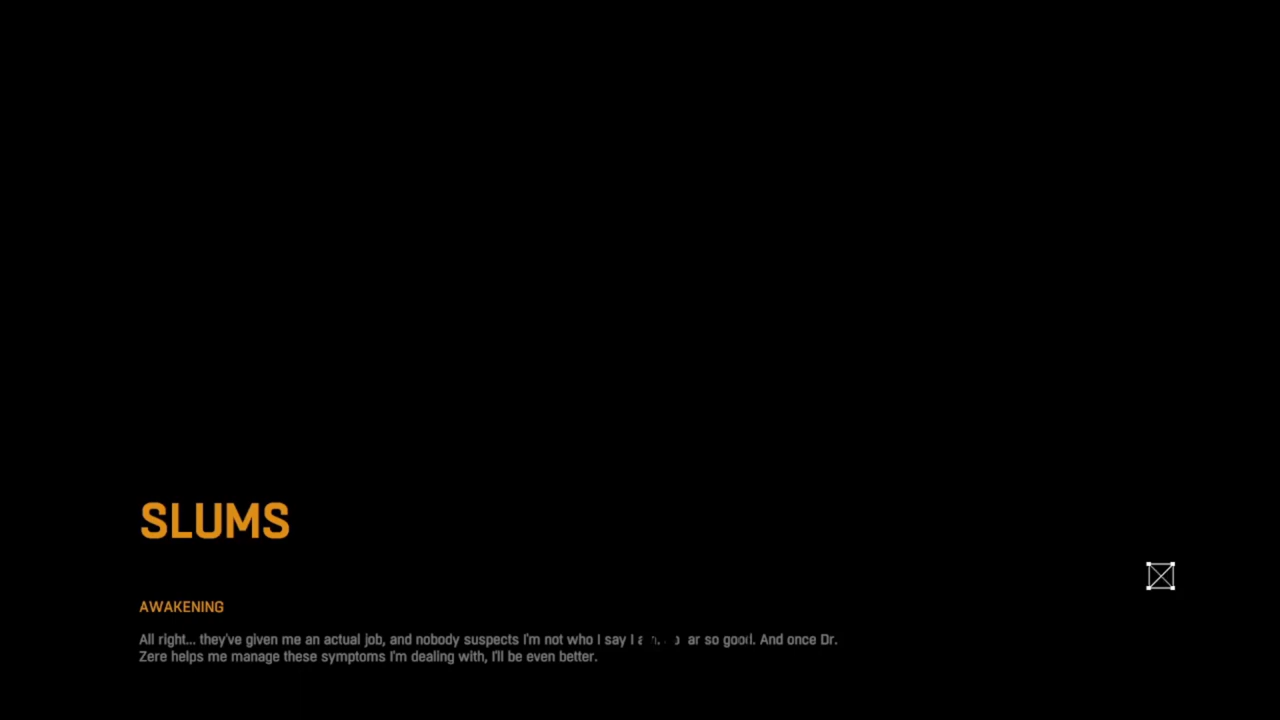 SLUMS
AWAKENING
All right... they've given me an actual job, and nobody suspects I'm not who I say I ar so good. And once Dr.
Zere helps me manage these symptoms I'm dealing with, I'll be even better.